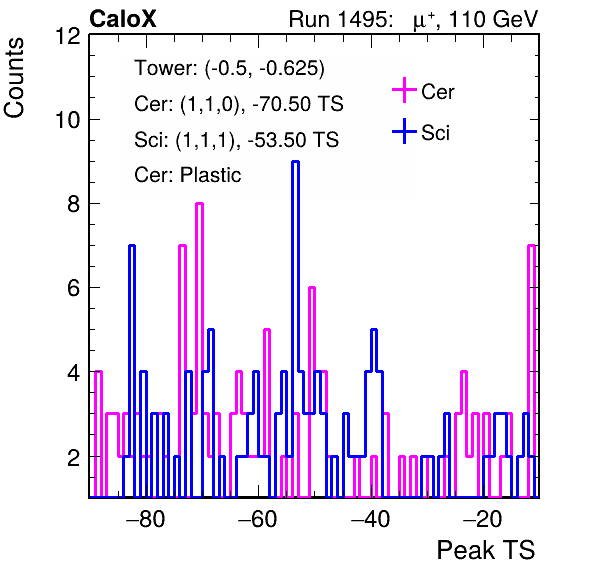 CaloX Run 1495: μ⁺, 110 GeV
Counts
12
10
8
6
4
2
Tower: (-0.5, -0.625)
Cer: (1,1,0), -70.50 TS
Sci: (1,1,1), -53.50 TS
Cer: Plastic
Cer
Sci
−80 −60 −40 −20
Peak TS